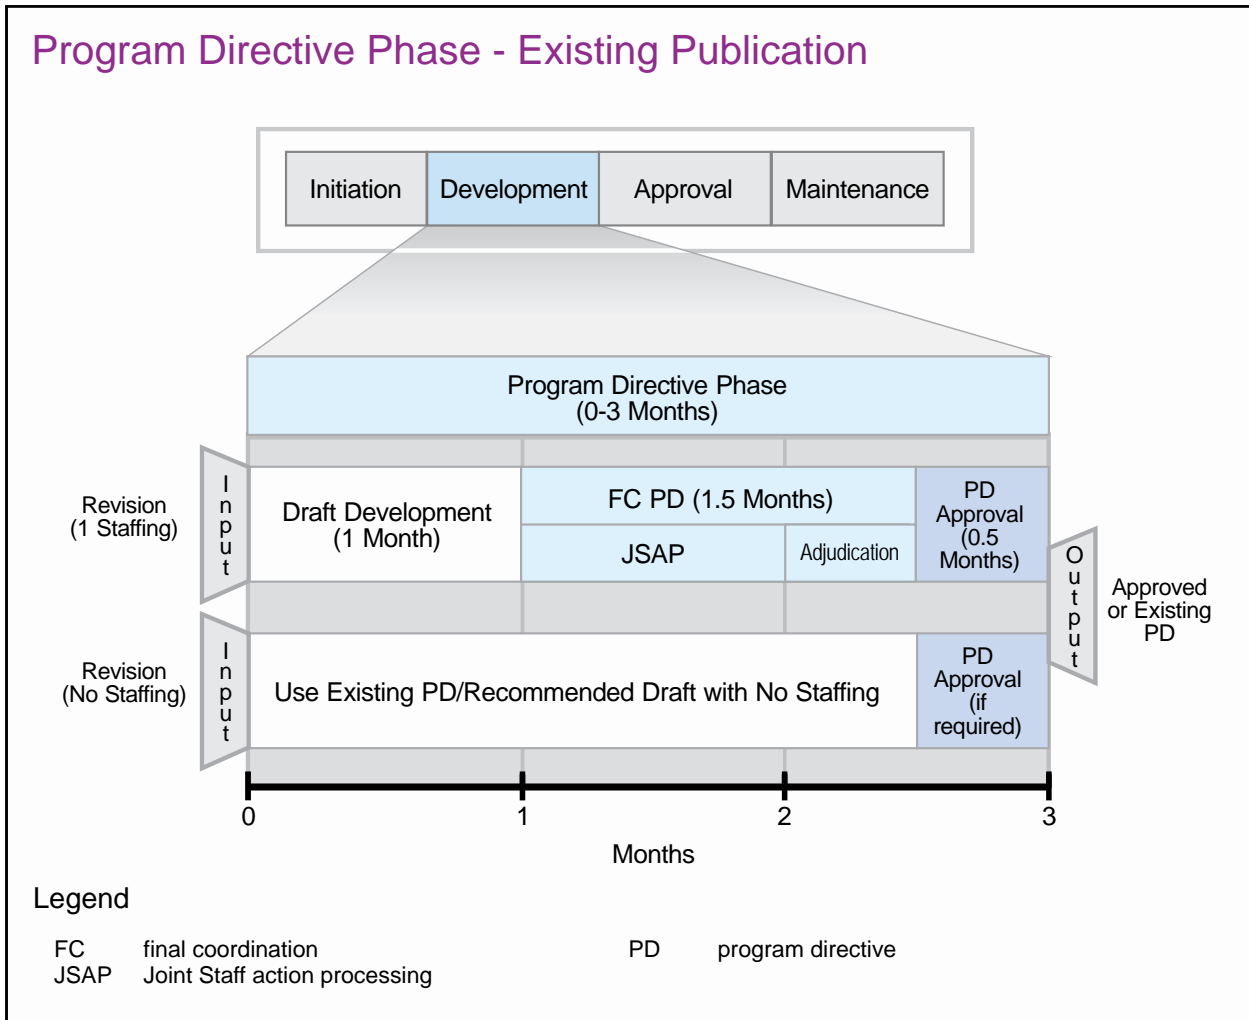 Program Directive Phase - Existing Publication
Initiation
Development
Approval
Maintenance
Program Directive Phase
(0-3 Months)
Revision
(1 Staffing)
Input
Draft Development
(1 Month)
FC PD (1.5 Months)
JSAP
Adjudication
PD
Approval
(0.5
Months)
Revision
(No Staffing)
Input
Use Existing PD/Recommended Draft with No Staffing
PD
Approval
(if
required)
Output
Approved
or Existing
PD
0
1
2
3
Months
Legend
FC final coordination
JSAP Joint Staff action processing
PD program directive